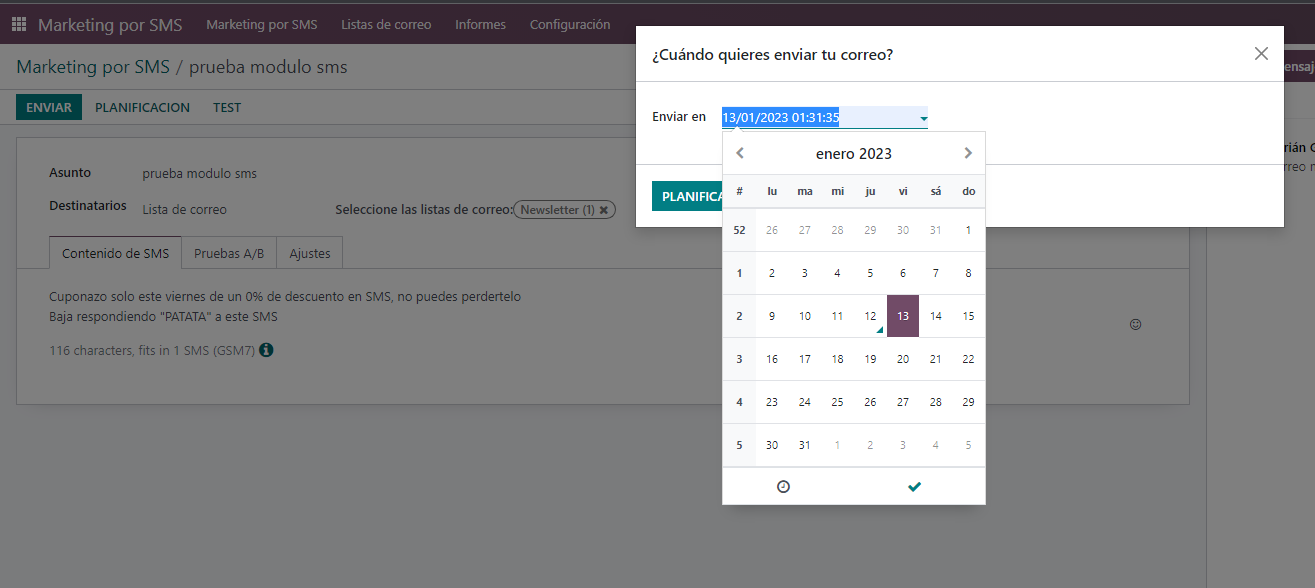 Marketing por SMS Marketing por SMS Listas de correo Informes Configuración
Marketing por SMS / prueba modulo sms
ENVIAR PLANIFICACION TEST
Asunto prueba modulo sms
Destinatarios Lista de correo Seleccione las listas de correo: Newsletter (1) ✖
Contenido de SMS Pruebas A/B Ajustes
Cuponazo solo este viernes de un 0% de descuento en SMS, no puedes perdertelo
Baja respondiendo "PATATA" a este SMS
116 characters, fits in 1 SMS (GSM7)
¿Cuándo quieres enviar tu correo?
Enviar en 13/01/2023 01:31:35
PLANIFICA
enero 2023
# lu ma mi ju vi sá do
52 26 27 28 29 30 31 1
1 2 3 4 5 6 7 8
2 9 10 11 12 13 14 15
3 16 17 18 19 20 21 22
4 23 24 25 26 27 28 29
5 30 31 1 2 3 4 5
ensaj
rián
rreo